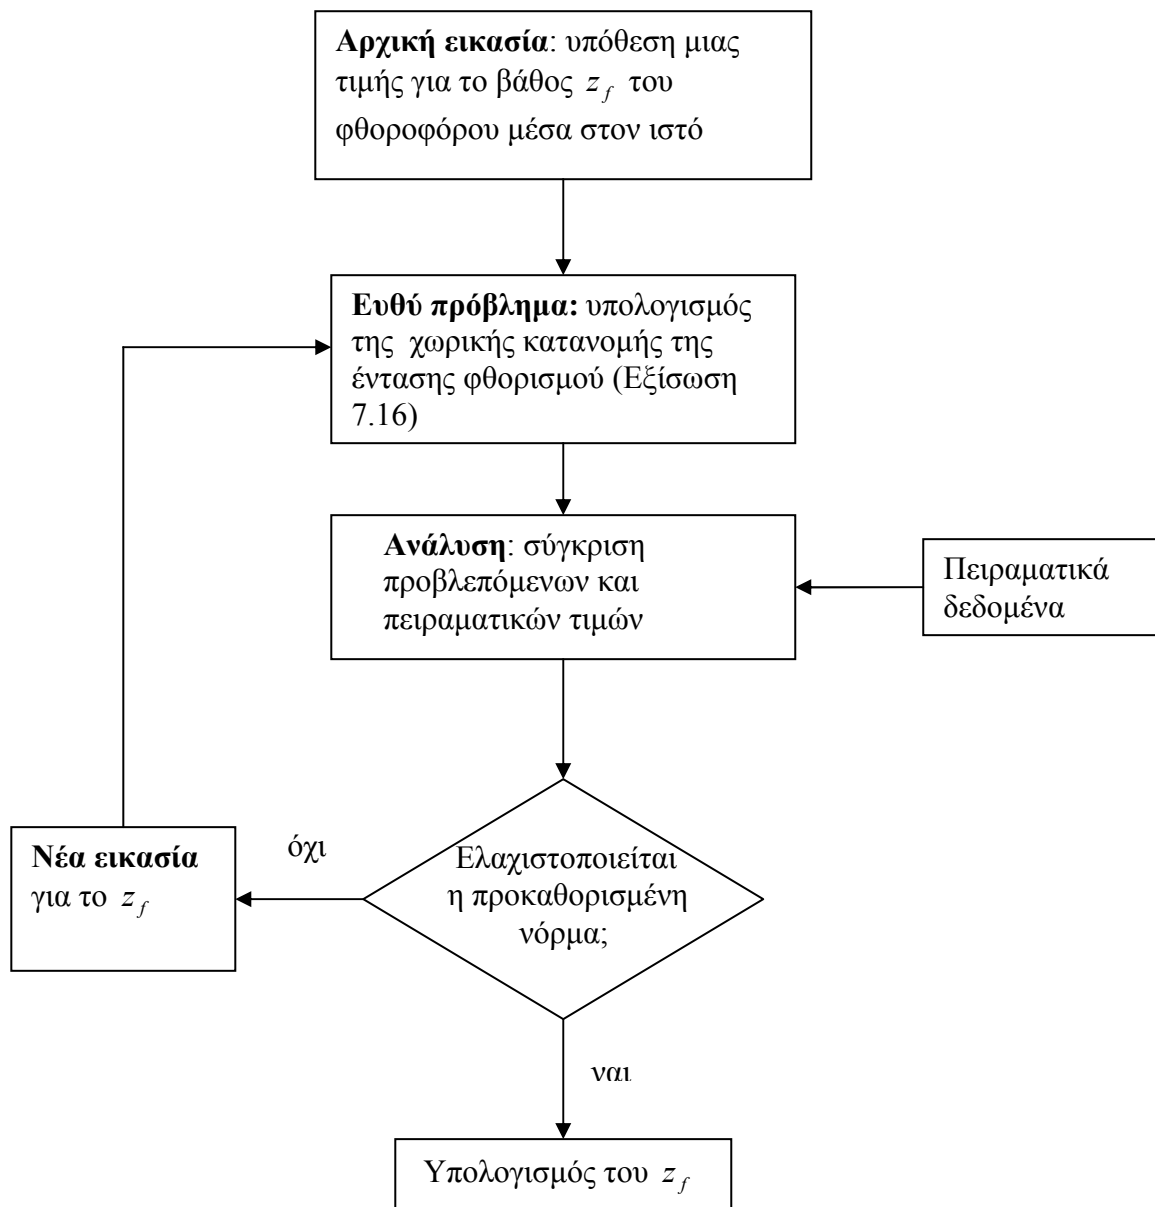 Αρχική εικασία: υπόθεση μιας
τιμής για το βάθος z_f του
φθοροφόρου μέσα στον ιστό
Ευθύ πρόβλημα: υπολογισμός
της χωρικής κατανομής της
έντασης φθορισμού (Εξίσωση
7.16)
Ανάλυση: σύγκριση
προβλεπόμενων και
πειραματικών τιμών
Πειραματικά
δεδομένα
Ελαχιστοποιείται
η προκαθορισμένη
νόρμα;
όχι
Νέα εικασία
για το z_f
ναι
Υπολογισμός του z_f